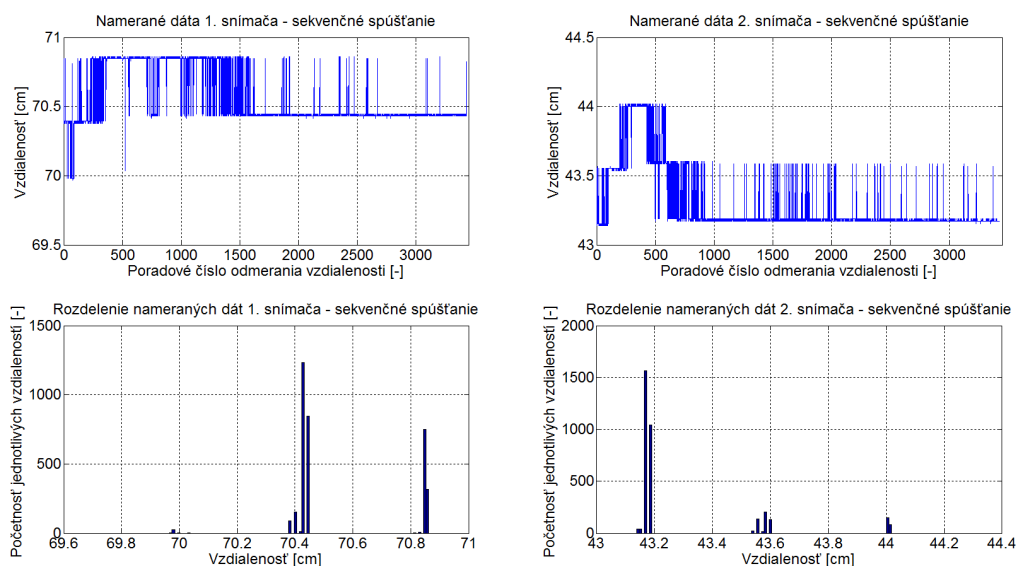 Namerané dáta 1. snímača - sekvenčné spúšťanie
71
70.5
70
69.5
Vzdialenosť [cm]
0 500 1000 1500 2000 2500 3000
Poradové číslo odmerania vzdialenosti [-]
Namerané dáta 2. snímača - sekvenčné spúšťanie
44.5
44
43.5
43
Vzdialenosť [cm]
0 500 1000 1500 2000 2500 3000
Poradové číslo odmerania vzdialenosti [-]
Rozdelenie nameraných dát 1. snímača - sekvenčné spúšťanie
1500
1000
500
0
Početnosť jednotlivých vzdialeností [-]
69.6 69.8 70 70.2 70.4 70.6 70.8 71
Vzdialenosť [cm]
Rozdelenie nameraných dát 2. snímača - sekvenčné spúšťanie
2000
1500
1000
500
0
Početnosť jednotlivých vzdialeností [-]
43 43.2 43.4 43.6 43.8 44 44.2 44.4
Vzdialenosť [cm]